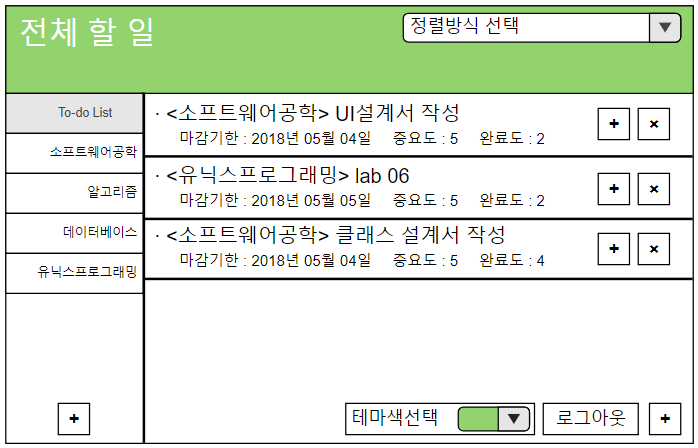 전체 할 일
정렬방식 선택 ▼
To-do List
소프트웨어공학
알고리즘
데이터베이스
유닉스프로그래밍
+
· <소프트웨어공학> UI설계서 작성
마감기한 : 2018년 05월 04일 중요도 : 5 완료도 : 2
+ ×
· <유닉스프로그래밍> lab 06
마감기한 : 2018년 05월 05일 중요도 : 5 완료도 : 2
+ ×
· <소프트웨어공학> 클래스 설계서 작성
마감기한 : 2018년 05월 04일 중요도 : 5 완료도 : 4
+ ×
테마색선택 ▼ 로그아웃 +